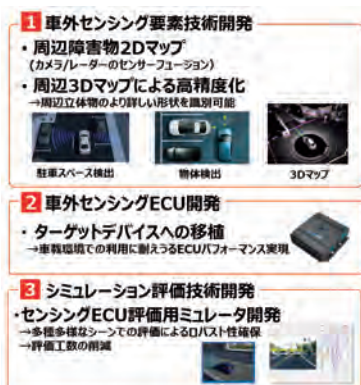 1 車外センシング要素技術開発
・周辺障害物2Dマップ
(カメラ/レーダーのセンサーフュージョン)
・周辺3Dマップによる高精度化
→周辺立体物のより詳しい形状を識別可能
駐車スペース検出
物体検出
3Dマップ
2 車外センシングECU開発
・ターゲットデバイスへの移植
→車載環境での利用に耐えうるECUパフォーマンス実現
3 シミュレーション評価技術開発
・センシングECU評価用ミュレータ開発
→多種多様なシーンでの評価によるロバスト性確保
→評価工数の削減